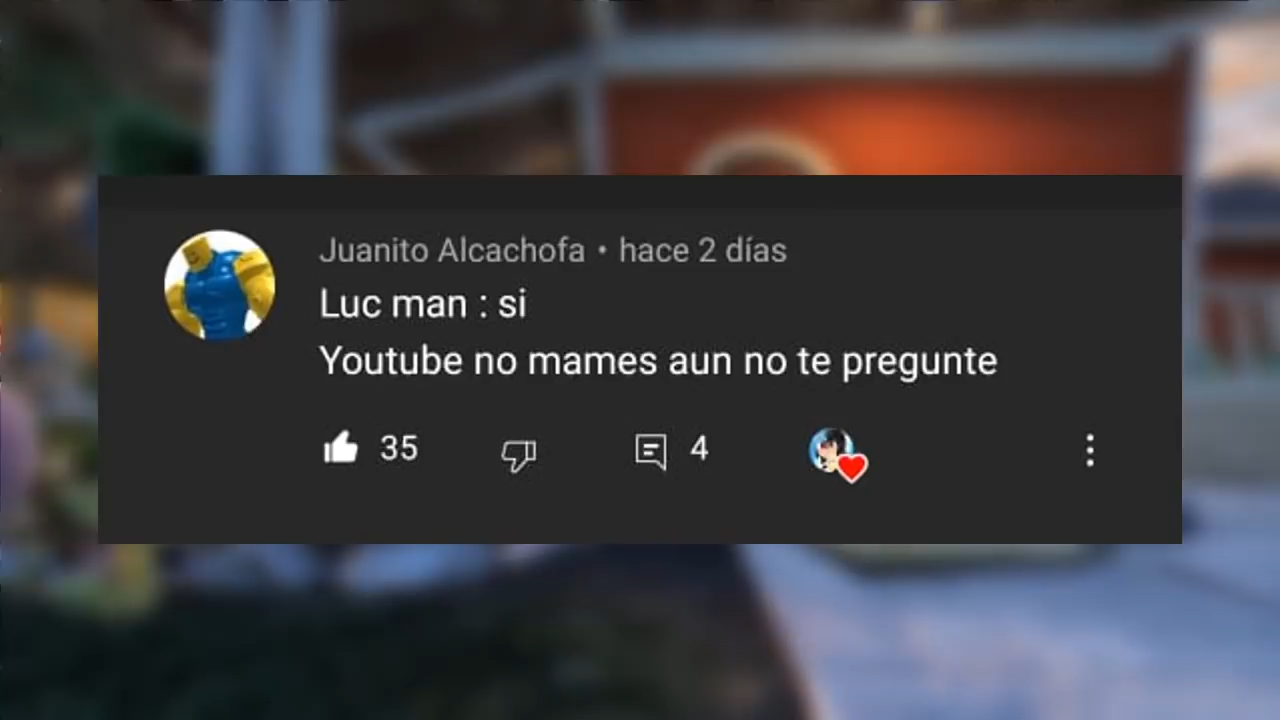 Juanito Alcachofa • hace 2 días
Luc man : si
Youtube no mames aun no te pregunte
35
4